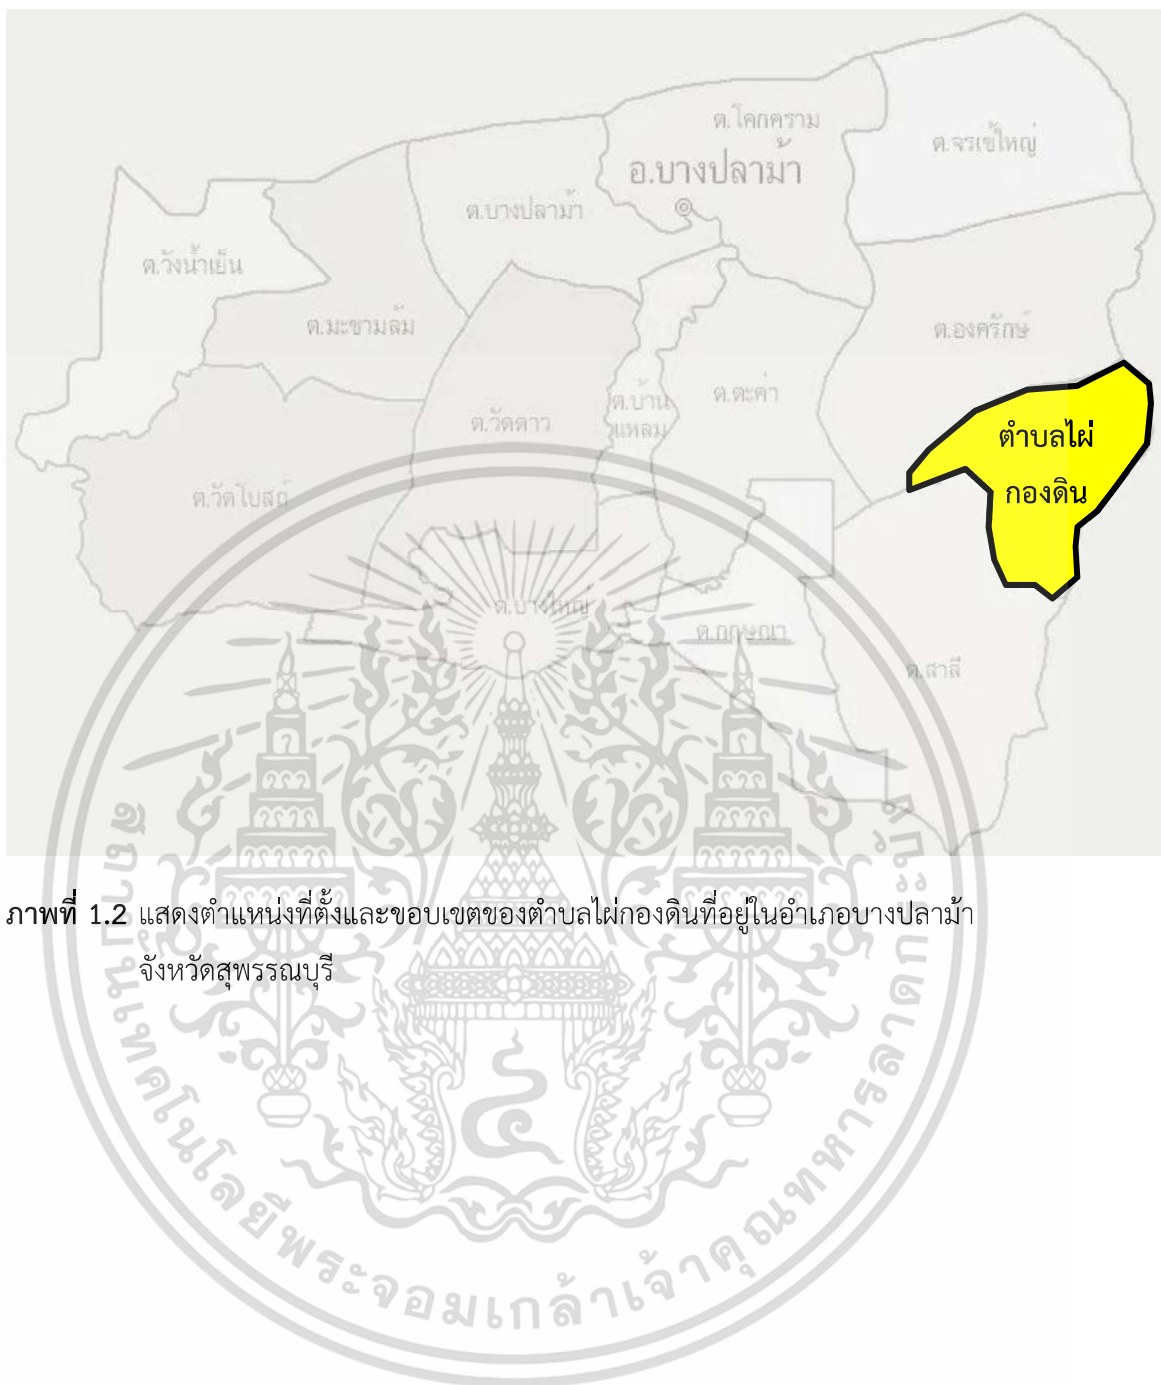 ต.โคกคราม
ต.จรเข้ใหญ่
อ.บางปลาม้า
ต.บางปลาม้า
ต.วังน้ำเย็น
ต.มะขามล้ม
ต.องครักษ์
ต.บ้าน
แหลม
ต.ตะค่า
ต.วัดดาว
ตำบลไผ่
กองดิน
ต.วัดโบสถ์
ต.บางใหญ่
ต.กฤษณา
ต.สาลี
ภาพที่ 1.2 แสดงตำแหน่งที่ตั้งและขอบเขตของตำบลไผ่กองดินที่อยู่ในอำเภอบางปลาม้า
จังหวัดสุพรรณบุรี
สถาบันเทคโนโลยีพระจอมเกล้าเจ้าคุณทหารลาดกระบัง